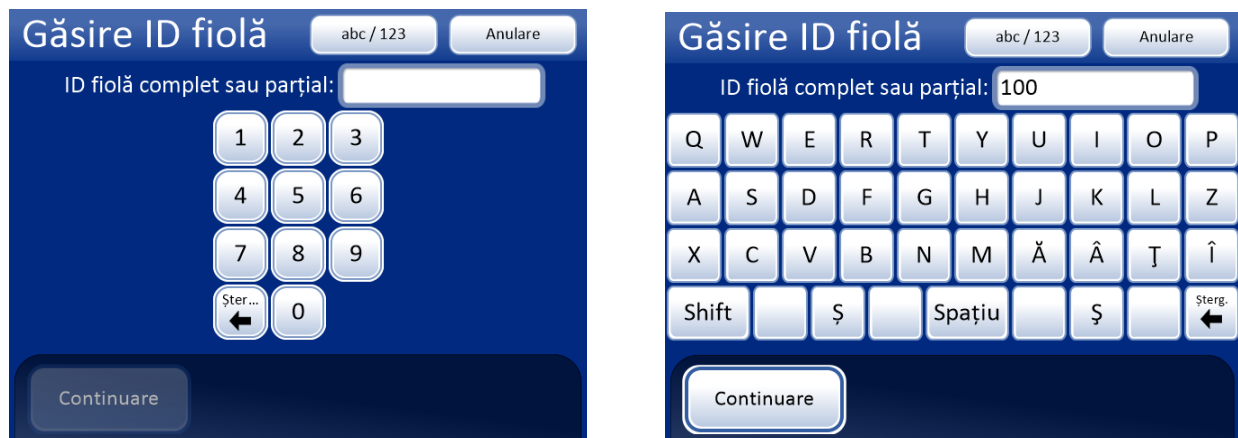 Găsire ID fiolă
abc / 123
Anulare
ID fiolă complet sau parțial:
1 2 3
4 5 6
7 8 9
Șter...
0
Continuare
Găsire ID fiolă
abc / 123
Anulare
ID fiolă complet sau parțial: 100
Q W E R T Y U I O P
A S D F G H J K L Z
X C V B N M Ă Â Ţ Î
Shift Ș Spațiu Ş Șterg.
Continuare